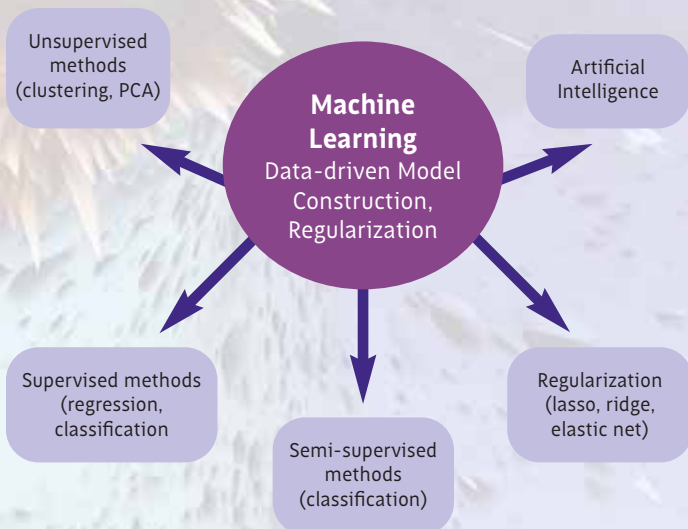 Unsupervised
methods
(clustering, PCA)
Machine
Learning
Data-driven Model
Construction,
Regularization
Artificial
Intelligence
Supervised methods
(regression,
classification
Semi-supervised
methods
(classification)
Regularization
(lasso, ridge,
elastic net)